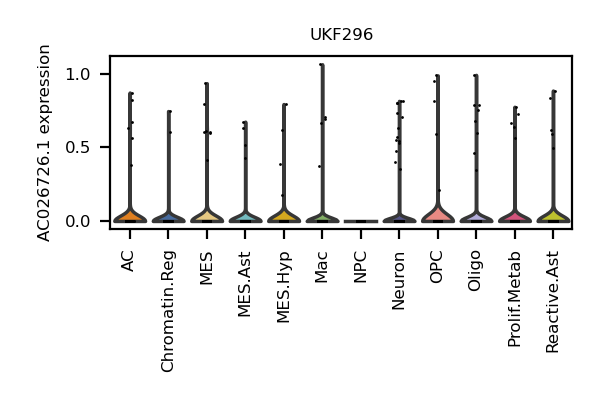 UKF296
AC026726.1 expression
1.0
0.5
0.0
AC
Chromatin.Reg
MES
MES.Ast
MES.Hyp
Mac
NPC
Neuron
OPC
Oligo
Prolif.Metab
Reactive.Ast